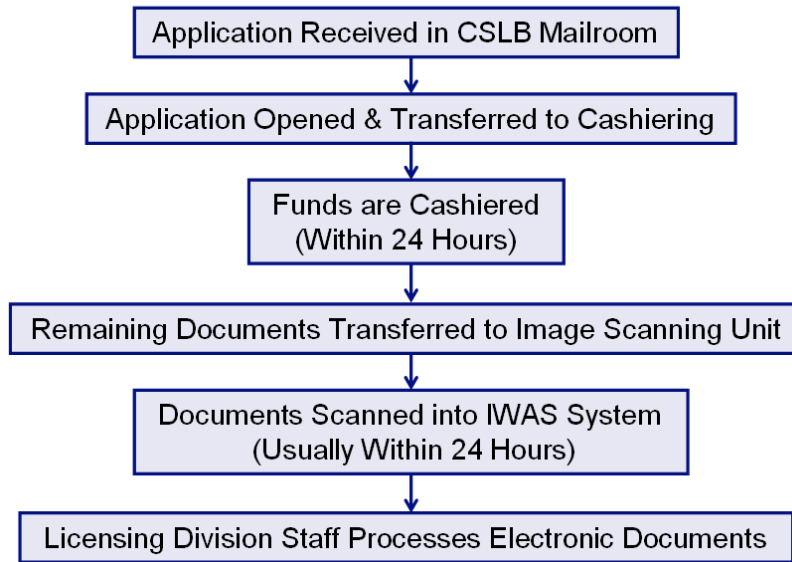 Application Received in CSLB Mailroom
Application Opened & Transferred to Cashiering
Funds are Cashiered
(Within 24 Hours)
Remaining Documents Transferred to Image Scanning Unit
Documents Scanned into IWAS System
(Usually Within 24 Hours)
Licensing Division Staff Processes Electronic Documents